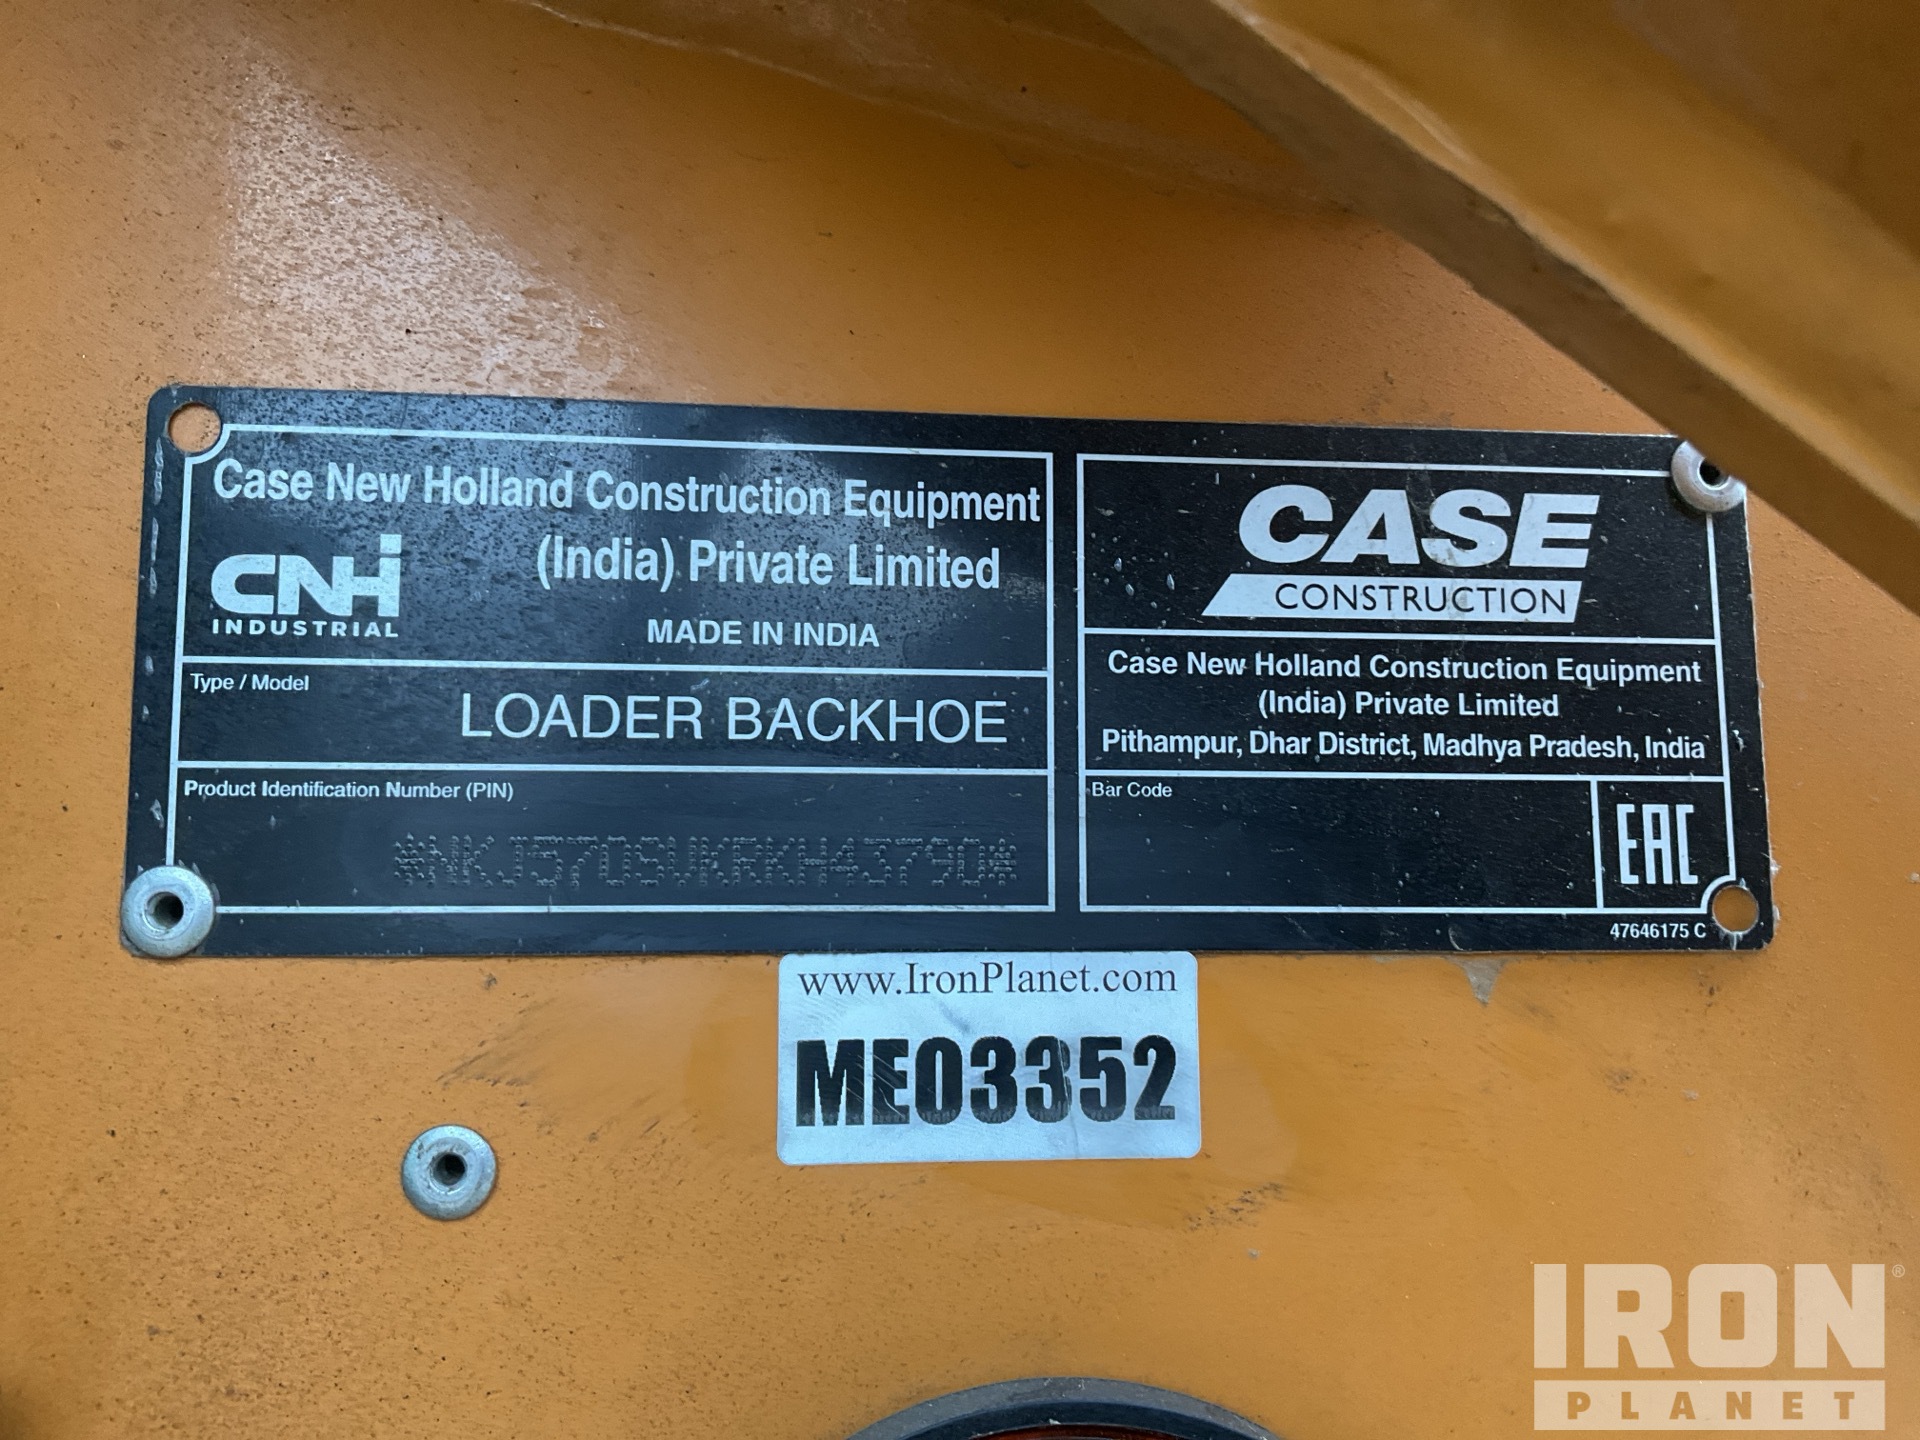 Case New Holland Construction Equipment
(India) Private Limited
CNH
INDUSTRIAL
MADE IN INDIA
Type / Model
LOADER BACKHOE
Product Identification Number (PIN)
CASE
CONSTRUCTION
Case New Holland Construction Equipment
(India) Private Limited
Pithampur, Dhar District, Madhya Pradesh, India
Bar Code
EAC
47646175 C
www.IronPlanet.com
ME03352
IRON®
PLANET